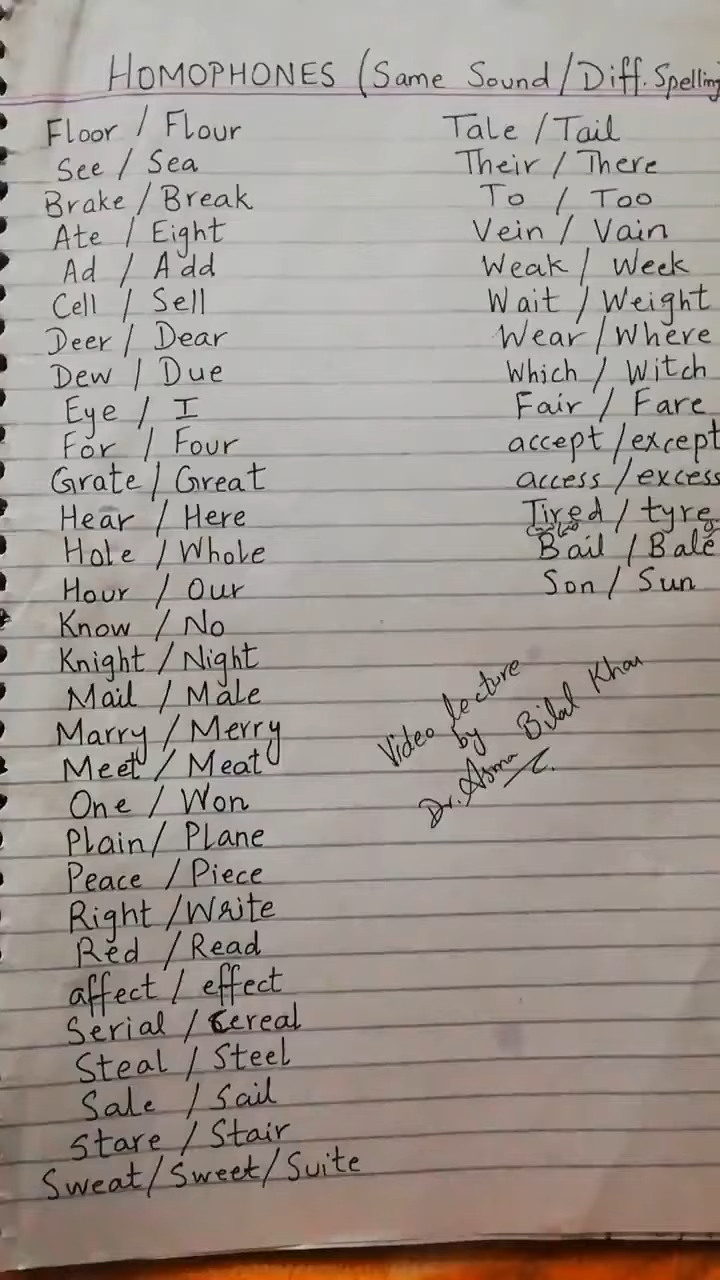 HOMOPHONES (Same Sound/Diff. Spelling
Floor / Flour
See / Sea
Brake / Break
Ate / Eight
Ad / Add
Cell / Sell
Deer / Dear
Dew / Due
Eye / I
For / Four
Grate / Great
Hear / Here
Hole / Whole
Hour / Our
Know / No
Knight / Night
Mail / Male
Marry / Merry
Meet / Meat
One / Won
Plain / Plane
Peace / Piece
Right / Write
Red / Read
affect / effect
Serial / Cereal
Steal / Steel
Sale / Sail
Stare / Stair
Sweat/Sweet/Suite
Tale / Tail
Their / There
To / Too
Vein / Vain
Weak / Week
Wait / Weight
Wear / Where
Which / Witch
Fair / Fare
accept / except
access / excess
Tired / tyre
Bail / Bale
Son / Sun
Video lecture
by
Dr. Asma Bilal Khan